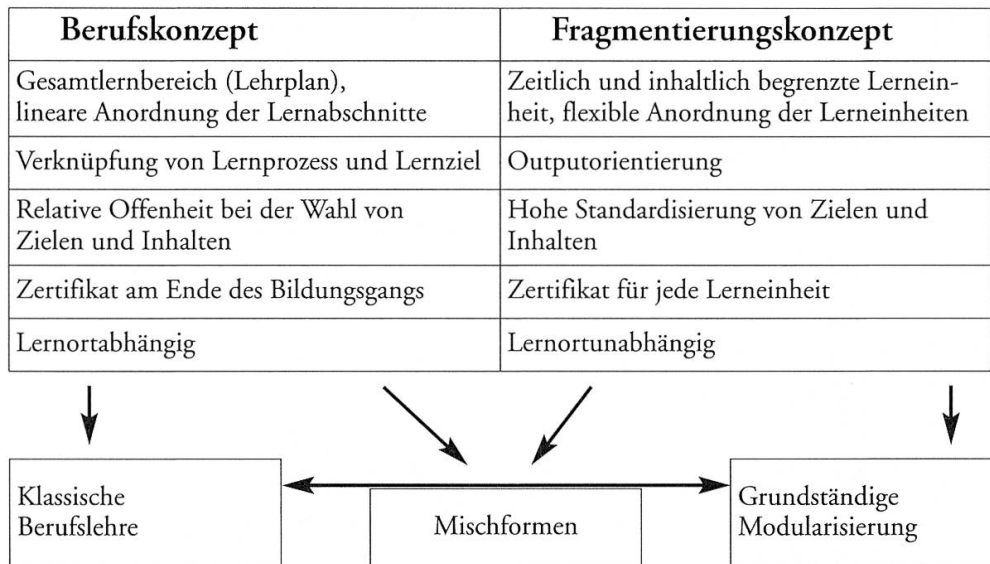 Berufskonzept
Fragmentierungskonzept
Gesamtlernbereich (Lehrplan),
lineare Anordnung der Lernabschnitte
Zeitlich und inhaltlich begrenzte Lernein-
heit, flexible Anordnung der Lerneinheiten
Verknüpfung von Lernprozess und Lernziel
Outputorientierung
Relative Offenheit bei der Wahl von
Zielen und Inhalten
Hohe Standardisierung von Zielen und
Inhalten
Zertifikat am Ende des Bildungsgangs
Zertifikat für jede Lerneinheit
Lernortabhängig
Lernortunabhängig
Klassische
Berufslehre
Mischformen
Grundständige
Modularisierung